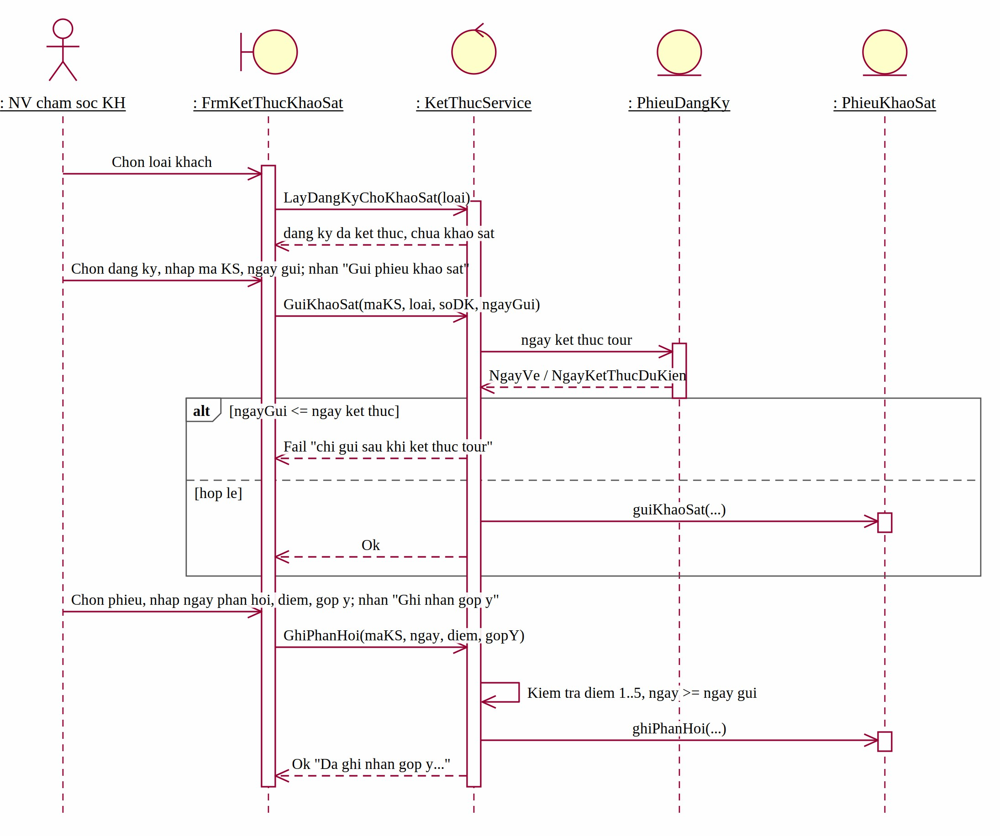 : NV cham soc KH
: FrmKetThucKhaoSat
: KetThucService
: PhieuDangKy
: PhieuKhaoSat
Chon loai khach
LayDangKyChoKhaoSat(loai)
dang ky da ket thuc, chua khao sat
Chon dang ky, nhap ma KS, ngay gui; nhan "Gui phieu khao sat"
GuiKhaoSat(maKS, loai, soDK, ngayGui)
ngay ket thuc tour
NgayVe / NgayKetThucDuKien
alt [ngayGui <= ngay ket thuc]
Fail "chi gui sau khi ket thuc tour"
[hop le]
guiKhaoSat(...)
Ok
Chon phieu, nhap ngay phan hoi, diem, gop y; nhan "Ghi nhan gop y"
GhiPhanHoi(maKS, ngay, diem, gopY)
Kiem tra diem 1..5, ngay >= ngay gui
ghiPhanHoi(...)
Ok "Da ghi nhan gop y..."